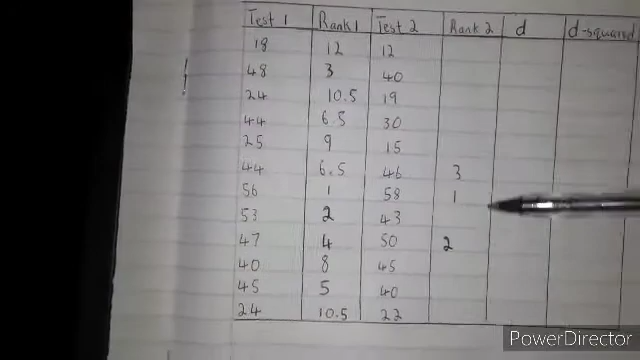 Test 1 Rank 1 Test 2 Rank 2 d d-squared
18 12 12
48 3 40
24 10.5 19
44 6.5 30
25 9 15
44 6.5 46 3
56 1 58 1
53 2 43
47 4 50 2
40 8 45
45 5 40
24 10.5 22
PowerDirector